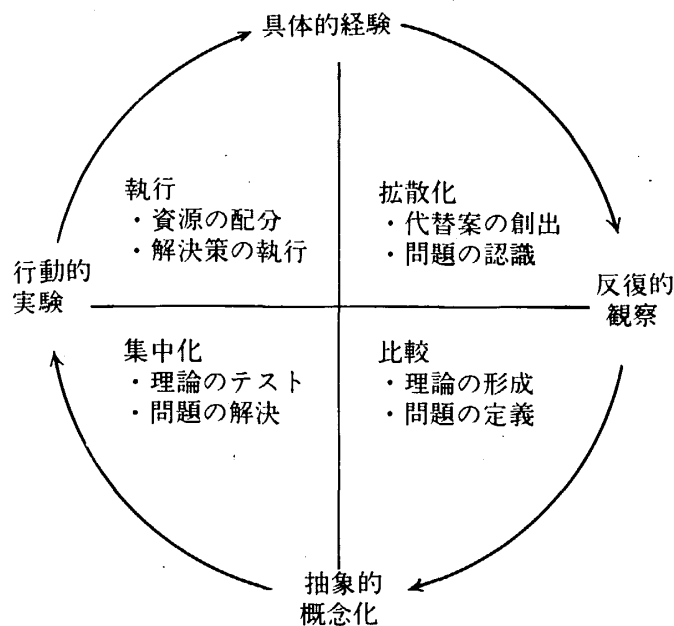 具体的経験
執行
・資源の配分
・解決策の執行
拡散化
・代替案の創出
・問題の認識
行動的
実験
反復的
観察
集中化
・理論のテスト
・問題の解決
比較
・理論の形成
・問題の定義
抽象的
概念化